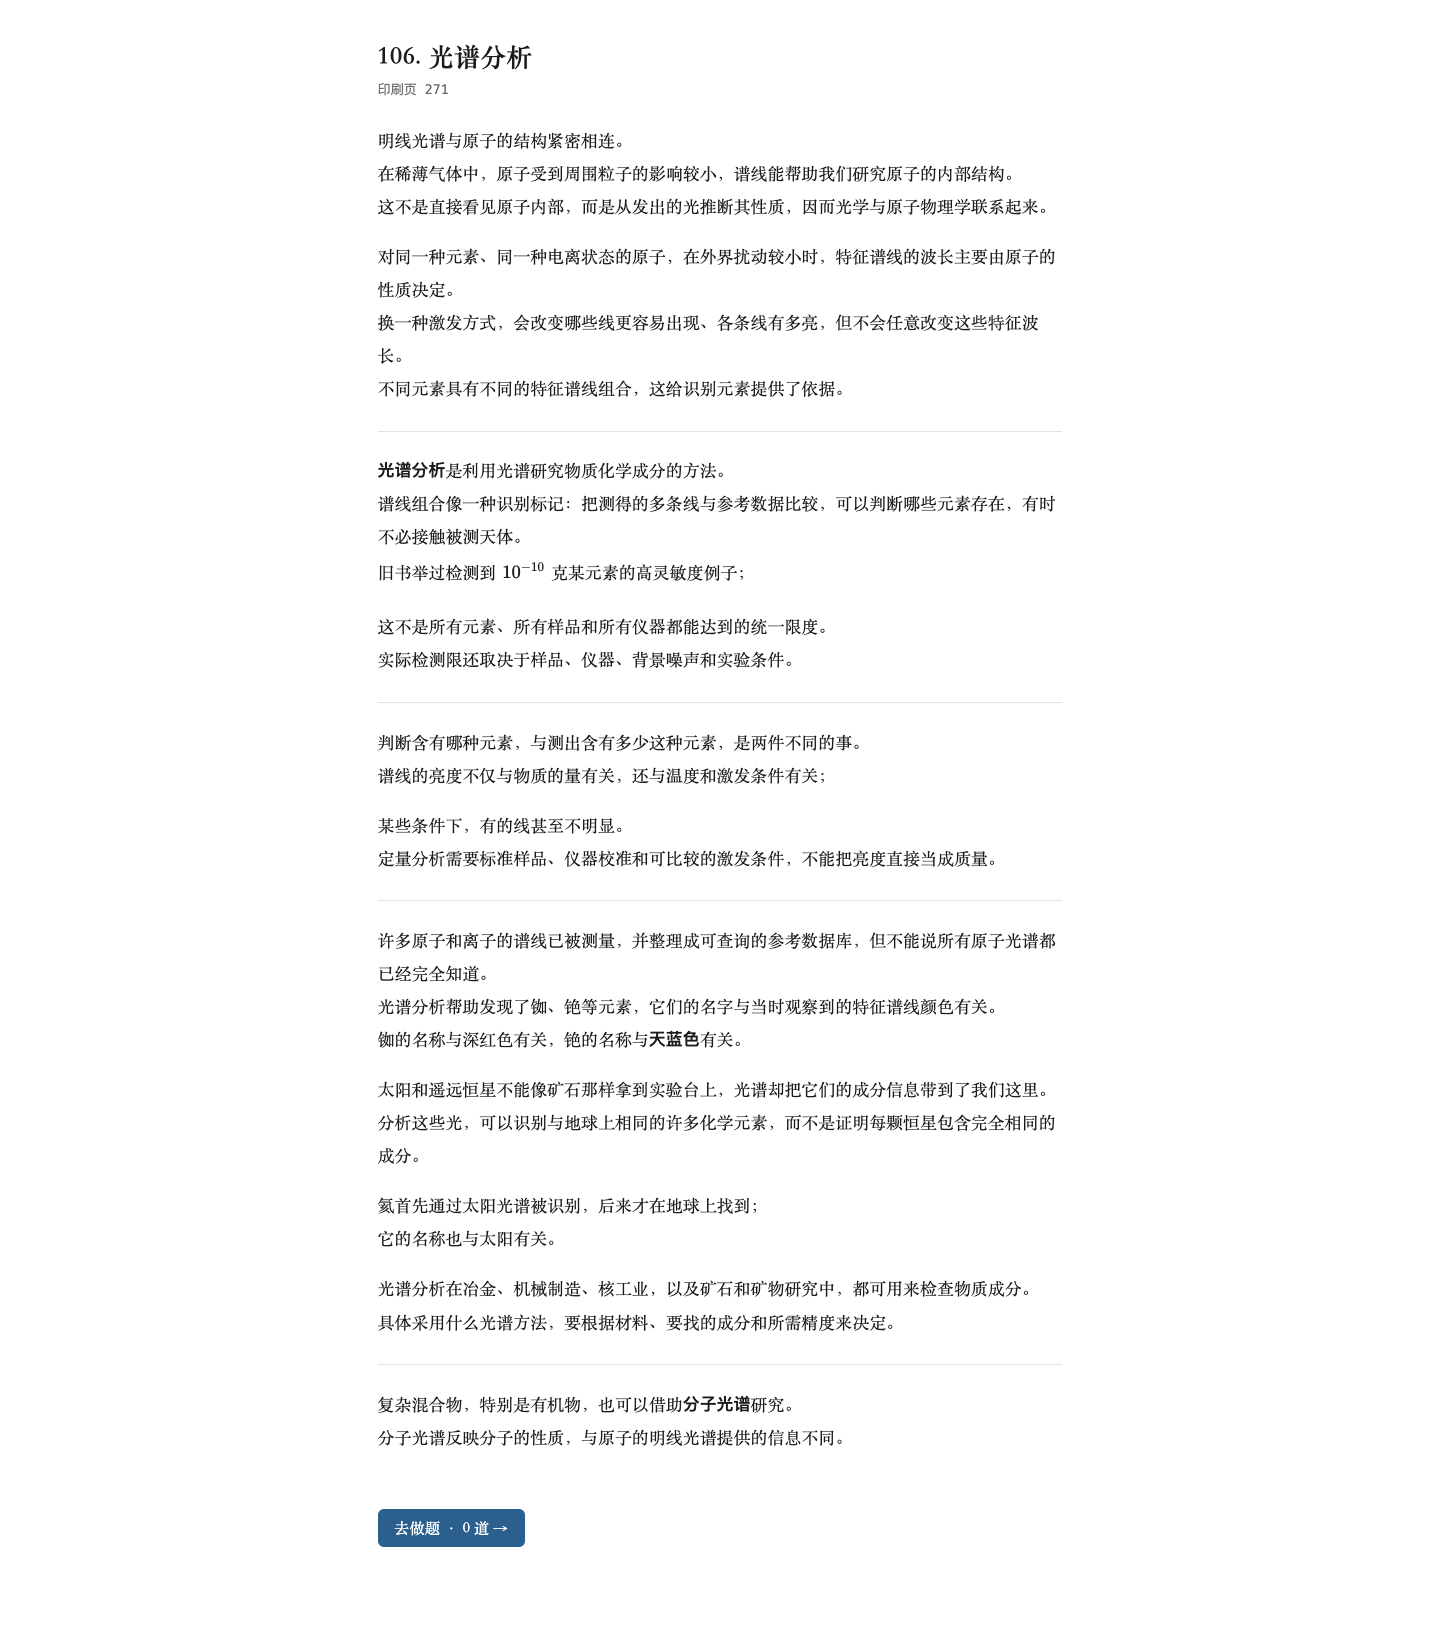 106. 光谱分析
印刷页 271
明线光谱与原子的结构紧密相连。
在稀薄气体中，原子受到周围粒子的影响较小，谱线能帮助我们研究原子的内部结构。
这不是直接看见原子内部，而是从发出的光推断其性质，因而光学与原子物理学联系起来。
对同一种元素、同一种电离状态的原子，在外界扰动较小时，特征谱线的波长主要由原子的
性质决定。
换一种激发方式，会改变哪些线更容易出现、各条线有多亮，但不会任意改变这些特征波
长。
不同元素具有不同的特征谱线组合，这给识别元素提供了依据。
光谱分析是利用光谱研究物质化学成分的方法。
谱线组合像一种识别标记：把测得的多条线与参考数据比较，可以判断哪些元素存在，有时
不必接触被测天体。
旧书举过检测到 10⁻¹⁰ 克某元素的高灵敏度例子；
这不是所有元素、所有样品和所有仪器都能达到的统一限度。
实际检测限还取决于样品、仪器、背景噪声和实验条件。
判断含有哪种元素，与测出含有多少这种元素，是两件不同的事。
谱线的亮度不仅与物质的量有关，还与温度和激发条件有关；
某些条件下，有的线甚至不明显。
定量分析需要标准样品、仪器校准和可比较的激发条件，不能把亮度直接当成质量。
许多原子和离子的谱线已被测量，并整理成可查询的参考数据库，但不能说所有原子光谱都
已经完全知道。
光谱分析帮助发现了铷、铯等元素，它们的名字与当时观察到的特征谱线颜色有关。
铷的名称与深红色有关，铯的名称与天蓝色有关。
太阳和遥远恒星不能像矿石那样拿到实验台上，光谱却把它们的成分信息带到了我们这里。
分析这些光，可以识别与地球上相同的许多化学元素，而不是证明每颗恒星包含完全相同的
成分。
氦首先通过太阳光谱被识别，后来才在地球上找到；
它的名称也与太阳有关。
光谱分析在冶金、机械制造、核工业，以及矿石和矿物研究中，都可用来检查物质成分。
具体采用什么光谱方法，要根据材料、要找的成分和所需精度来决定。
复杂混合物，特别是有机物，也可以借助分子光谱研究。
分子光谱反映分子的性质，与原子的明线光谱提供的信息不同。
去做题 · 0 道 →